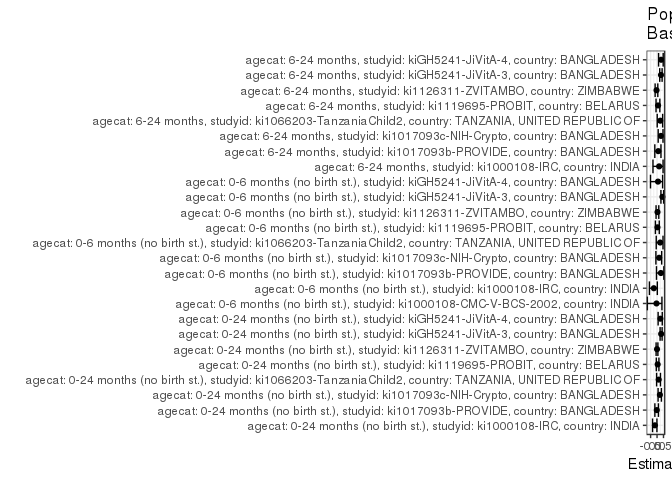 Pop
Bas
agecat: 6-24 months, studyid: kiGH5241-JiVitA-4, country: BANGLADESH
agecat: 6-24 months, studyid: kiGH5241-JiVitA-3, country: BANGLADESH
agecat: 6-24 months, studyid: ki1126311-ZVITAMBO, country: ZIMBABWE
agecat: 6-24 months, studyid: ki1119695-PROBIT, country: BELARUS
agecat: 6-24 months, studyid: ki1066203-TanzaniaChild2, country: TANZANIA, UNITED REPUBLIC OF
agecat: 6-24 months, studyid: ki1017093c-NIH-Crypto, country: BANGLADESH
agecat: 6-24 months, studyid: ki1017093b-PROVIDE, country: BANGLADESH
agecat: 6-24 months, studyid: ki1000108-IRC, country: INDIA
agecat: 0-6 months (no birth st.), studyid: kiGH5241-JiVitA-4, country: BANGLADESH
agecat: 0-6 months (no birth st.), studyid: kiGH5241-JiVitA-3, country: BANGLADESH
agecat: 0-6 months (no birth st.), studyid: ki1126311-ZVITAMBO, country: ZIMBABWE
agecat: 0-6 months (no birth st.), studyid: ki1119695-PROBIT, country: BELARUS
agecat: 0-6 months (no birth st.), studyid: ki1066203-TanzaniaChild2, country: TANZANIA, UNITED REPUBLIC OF
agecat: 0-6 months (no birth st.), studyid: ki1017093c-NIH-Crypto, country: BANGLADESH
agecat: 0-6 months (no birth st.), studyid: ki1017093b-PROVIDE, country: BANGLADESH
agecat: 0-6 months (no birth st.), studyid: ki1000108-IRC, country: INDIA
agecat: 0-6 months (no birth st.), studyid: ki1000108-CMC-V-BCS-2002, country: INDIA
agecat: 0-24 months (no birth st.), studyid: kiGH5241-JiVitA-4, country: BANGLADESH
agecat: 0-24 months (no birth st.), studyid: kiGH5241-JiVitA-3, country: BANGLADESH
agecat: 0-24 months (no birth st.), studyid: ki1126311-ZVITAMBO, country: ZIMBABWE
agecat: 0-24 months (no birth st.), studyid: ki1119695-PROBIT, country: BELARUS
agecat: 0-24 months (no birth st.), studyid: ki1066203-TanzaniaChild2, country: TANZANIA, UNITED REPUBLIC OF
agecat: 0-24 months (no birth st.), studyid: ki1017093c-NIH-Crypto, country: BANGLADESH
agecat: 0-24 months (no birth st.), studyid: ki1017093b-PROVIDE, country: BANGLADESH
agecat: 0-24 months (no birth st.), studyid: ki1000108-IRC, country: INDIA
Estima